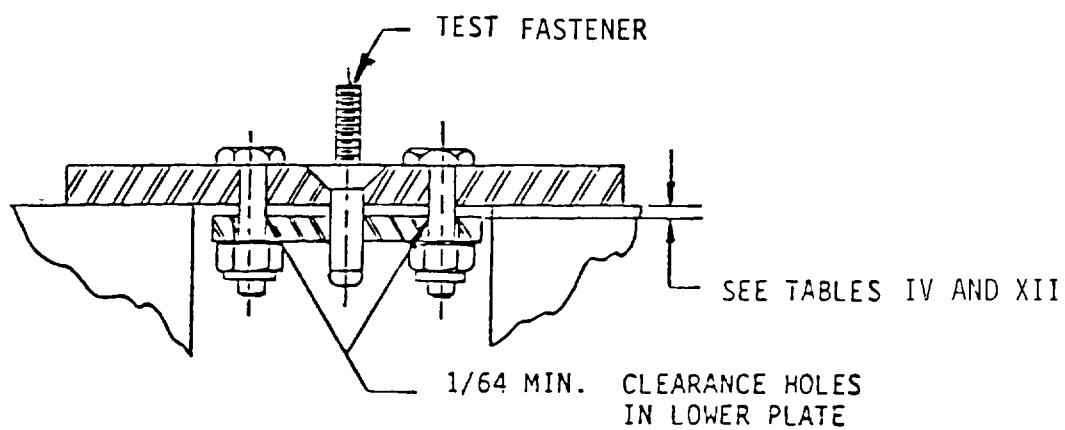 TEST FASTENER
SEE TABLES IV AND XII
1/64 MIN. CLEARANCE HOLES
IN LOWER PLATE